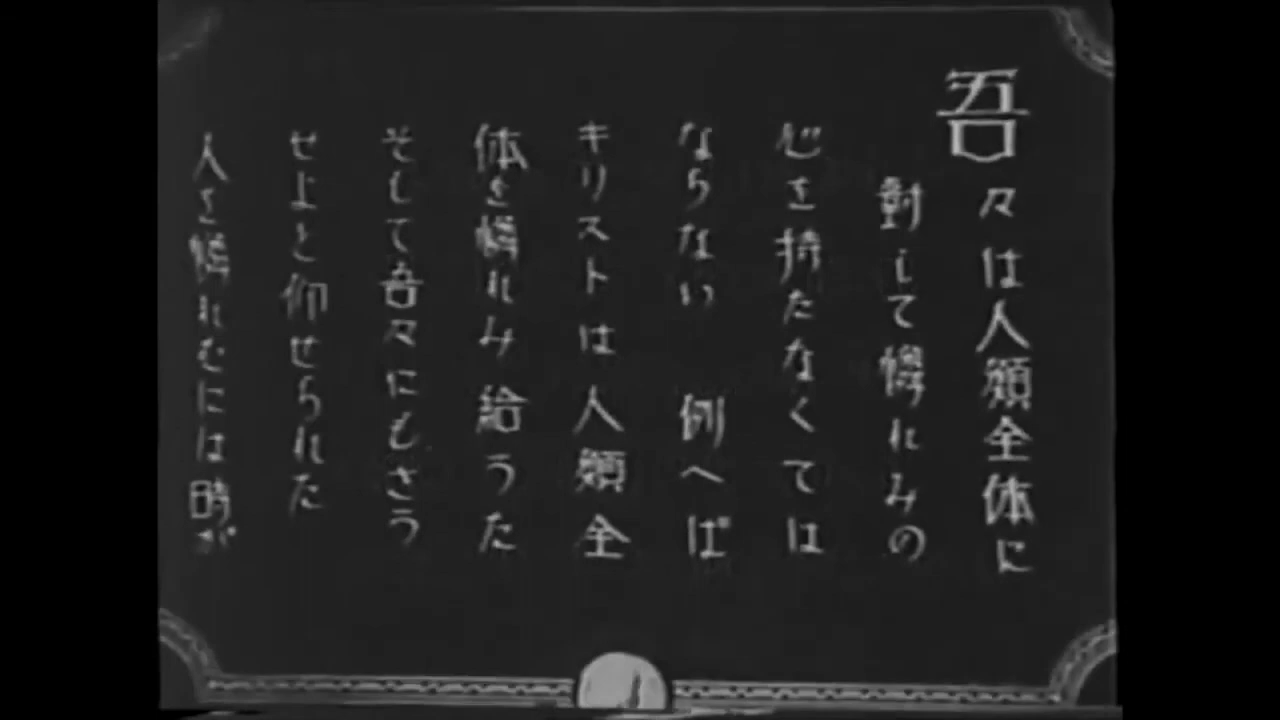 吾々は人類全体に
對して憐れみの
心を持たなくては
ならない 例へば
キリストは人類全
体を憐れみ給うた
そして吾々にもさう
せよと仰せられた
人を憐れむには時が